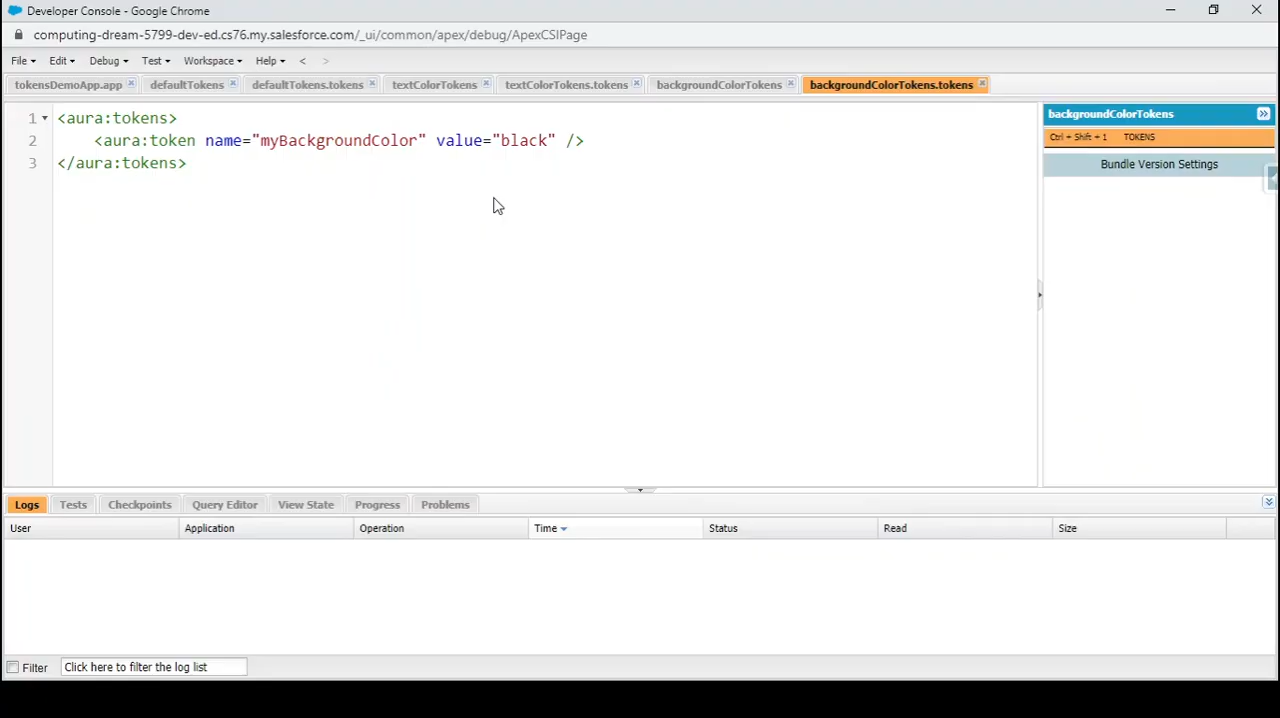 Developer Console - Google Chrome
computing-dream-5799-dev-ed.cs76.my.salesforce.com/_ui/common/apex/debug/ApexCSIPage
File Edit Debug Test Workspace Help < >
tokensDemoApp.app defaultTokens defaultTokens.tokens textColorTokens textColorTokens.tokens backgroundColorTokens backgroundColorTokens.tokens
1 <aura:tokens>
2 <aura:token name="myBackgroundColor" value="black" />
3 </aura:tokens>
backgroundColorTokens
Ctrl + Shift + 1 TOKENS
Bundle Version Settings
Logs Tests Checkpoints Query Editor View State Progress Problems
User Application Operation Time Status Read Size
Filter Click here to filter the log list